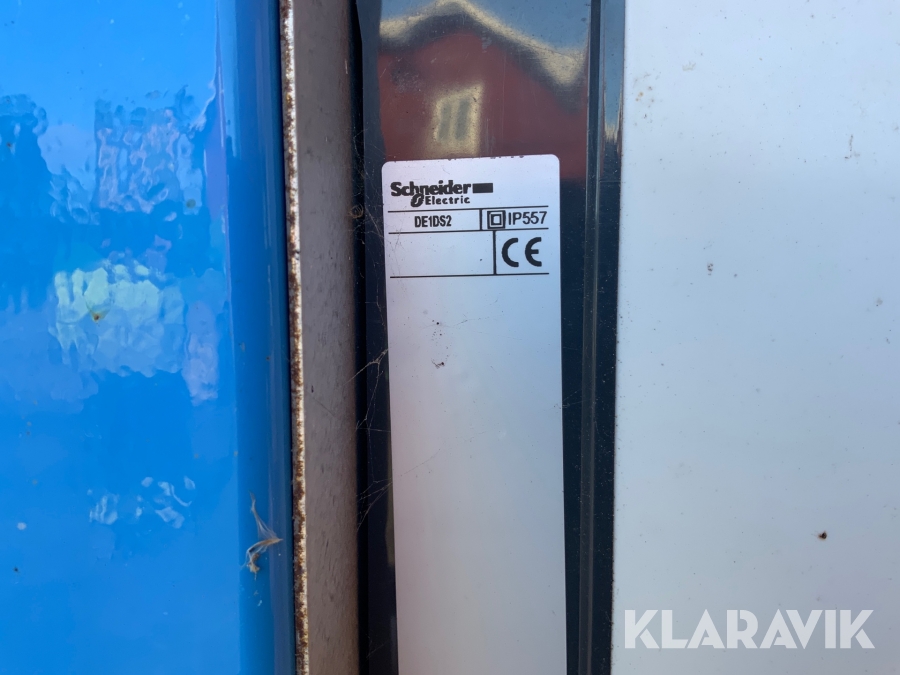 Schneider
Electric
DE1DS2 IP557
CE
KLARAVIK